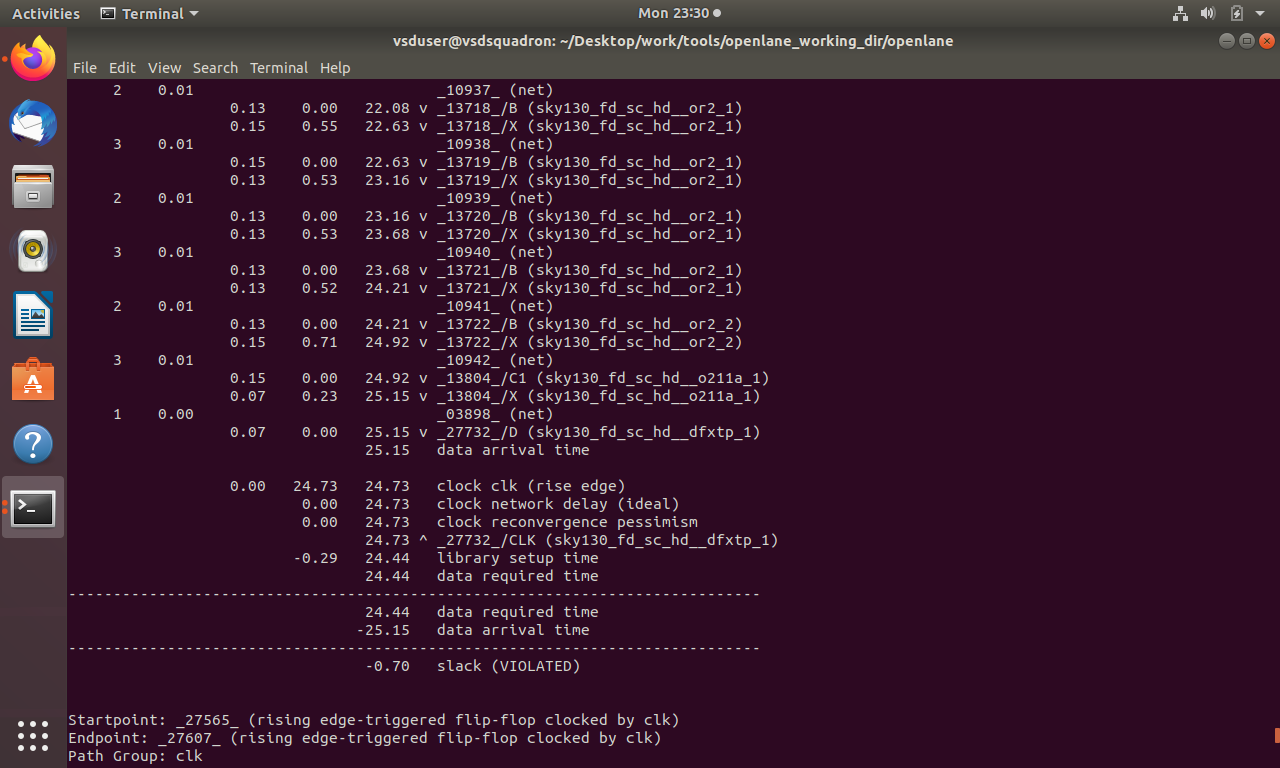 Activities Terminal Mon 23:30
vsduser@vsdsquadron: ~/Desktop/work/tools/openlane_working_dir/openlane
File Edit View Search Terminal Help
2 0.01 _10937_ (net)
0.13 0.00 22.08 v _13718_/B (sky130_fd_sc_hd__or2_1)
0.15 0.55 22.63 v _13718_/X (sky130_fd_sc_hd__or2_1)
3 0.01 _10938_ (net)
0.15 0.00 22.63 v _13719_/B (sky130_fd_sc_hd__or2_1)
0.13 0.53 23.16 v _13719_/X (sky130_fd_sc_hd__or2_1)
2 0.01 _10939_ (net)
0.13 0.00 23.16 v _13720_/B (sky130_fd_sc_hd__or2_1)
0.13 0.53 23.68 v _13720_/X (sky130_fd_sc_hd__or2_1)
3 0.01 _10940_ (net)
0.13 0.00 23.68 v _13721_/B (sky130_fd_sc_hd__or2_1)
0.13 0.52 24.21 v _13721_/X (sky130_fd_sc_hd__or2_1)
2 0.01 _10941_ (net)
0.13 0.00 24.21 v _13722_/B (sky130_fd_sc_hd__or2_2)
0.15 0.71 24.92 v _13722_/X (sky130_fd_sc_hd__or2_2)
3 0.01 _10942_ (net)
0.15 0.00 24.92 v _13804_/C1 (sky130_fd_sc_hd__o211a_1)
0.07 0.23 25.15 v _13804_/X (sky130_fd_sc_hd__o211a_1)
1 0.00 _03898_ (net)
0.07 0.00 25.15 v _27732_/D (sky130_fd_sc_hd__dfxtp_1)
25.15 data arrival time
0.00 24.73 24.73 clock clk (rise edge)
0.00 24.73 clock network delay (ideal)
0.00 24.73 clock reconvergence pessimism
24.73 ^ _27732_/CLK (sky130_fd_sc_hd__dfxtp_1)
-0.29 24.44 library setup time
24.44 data required time
-----------------------------------------------------------------------------
24.44 data required time
-25.15 data arrival time
-----------------------------------------------------------------------------
-0.70 slack (VIOLATED)
Startpoint: _27565_ (rising edge-triggered flip-flop clocked by clk)
Endpoint: _27607_ (rising edge-triggered flip-flop clocked by clk)
Path Group: clk